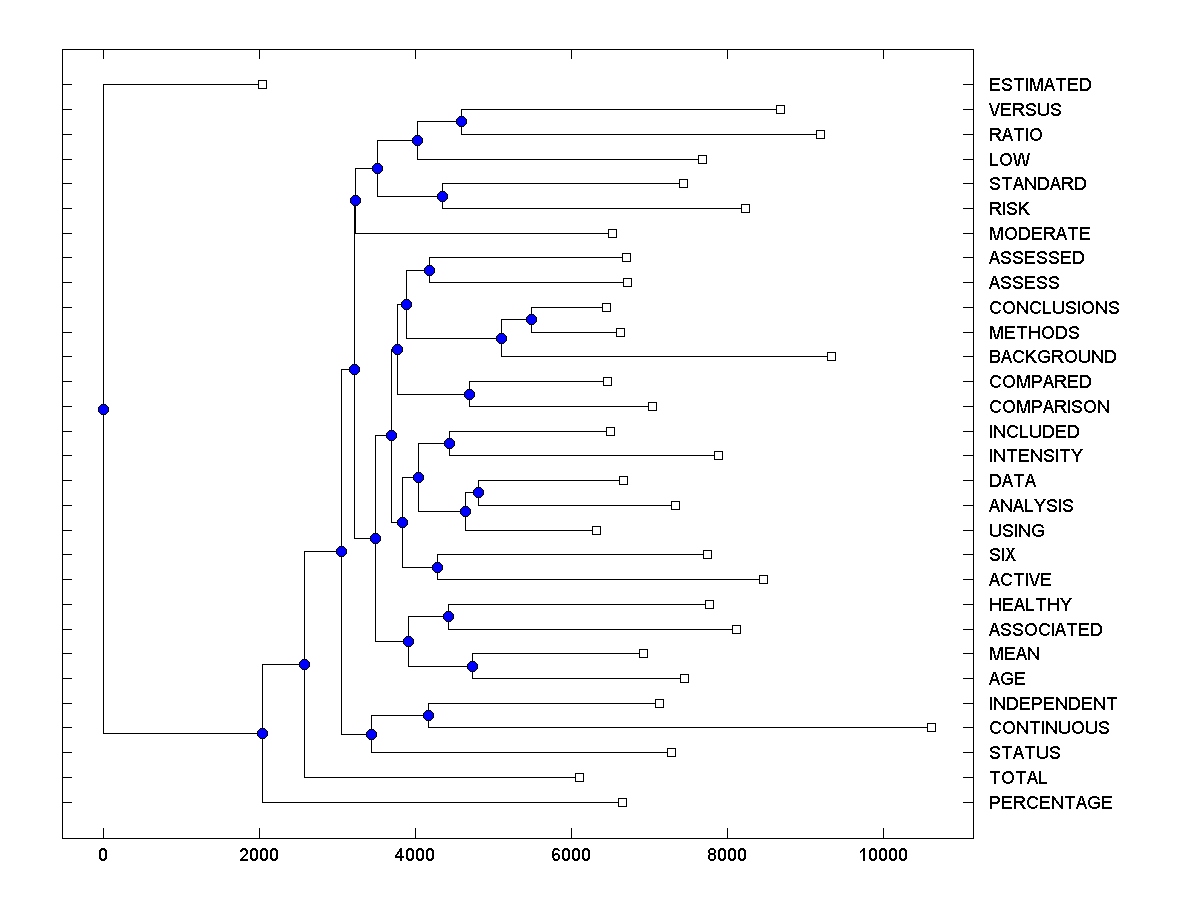 ESTIMATED
VERSUS
RATIO
LOW
STANDARD
RISK
MODERATE
ASSESSED
ASSESS
CONCLUSIONS
METHODS
BACKGROUND
COMPARED
COMPARISON
INCLUDED
INTENSITY
DATA
ANALYSIS
USING
SIX
ACTIVE
HEALTHY
ASSOCIATED
MEAN
AGE
INDEPENDENT
CONTINUOUS
STATUS
TOTAL
PERCENTAGE
0 2000 4000 6000 8000 10000